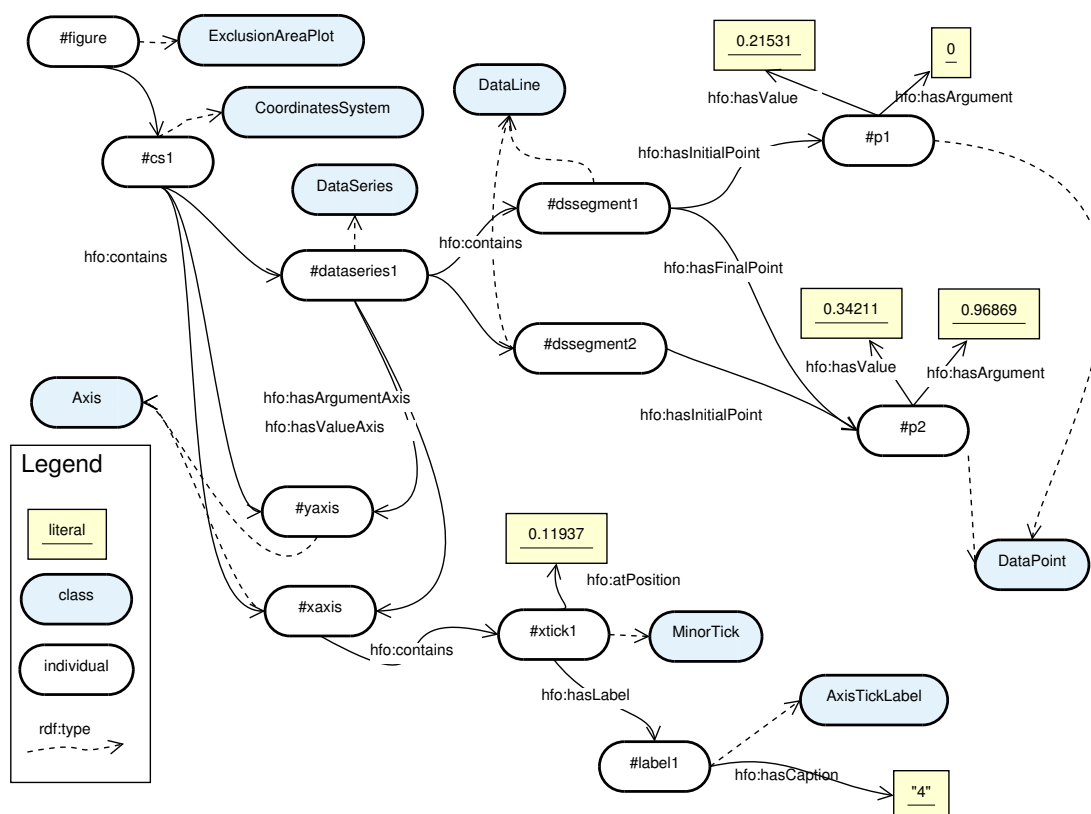 #figure
ExclusionAreaPlot
0.21531
0
DataLine
hfo:hasValue
hfo:hasArgument
CoordinatesSystem
#p1
#cs1
hfo:hasInitialPoint
DataSeries
#dssegment1
hfo:contains
hfo:contains
#dataseries1
hfo:hasFinalPoint
0.34211
0.96869
#dssegment2
hfo:hasValue
hfo:hasArgument
Axis
hfo:hasArgumentAxis
hfo:hasInitialPoint
hfo:hasValueAxis
#p2
Legend
#yaxis
literal
0.11937
DataPoint
hfo:atPosition
class
#xaxis
#xtick1
MinorTick
hfo:contains
individual
hfo:hasLabel
AxisTickLabel
rdf:type
#label1
hfo:hasCaption
"4"